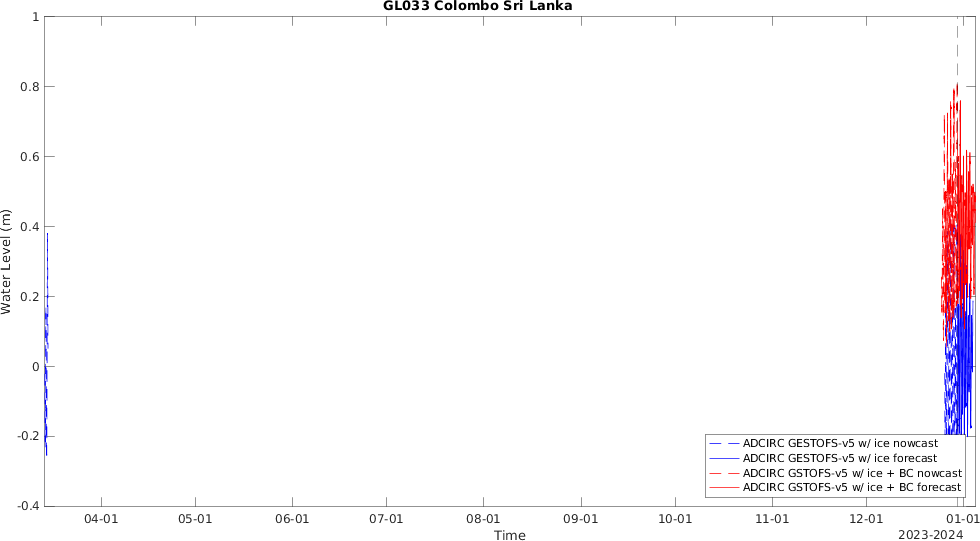 GL033 Colombo Sri Lanka
1
0.8
0.6
0.4
0.2
0
-0.2
-0.4
Water Level (m)
ADCIRC GESTOFS-v5 w/ ice nowcast
ADCIRC GESTOFS-v5 w/ ice forecast
ADCIRC GSTOFS-v5 w/ ice + BC nowcast
ADCIRC GSTOFS-v5 w/ ice + BC forecast
04-01 05-01 06-01 07-01 08-01 09-01 10-01 11-01 12-01 01-01
Time
2023-2024